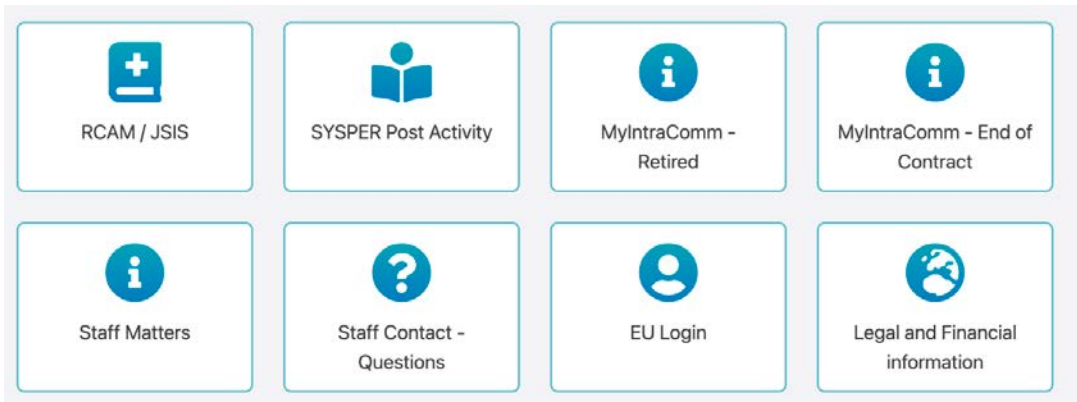 RCAM / JSIS
SYSPER Post Activity
MyIntraComm -
Retired
MyIntraComm - End of
Contract
Staff Matters
Staff Contact -
Questions
EU Login
Legal and Financial
information